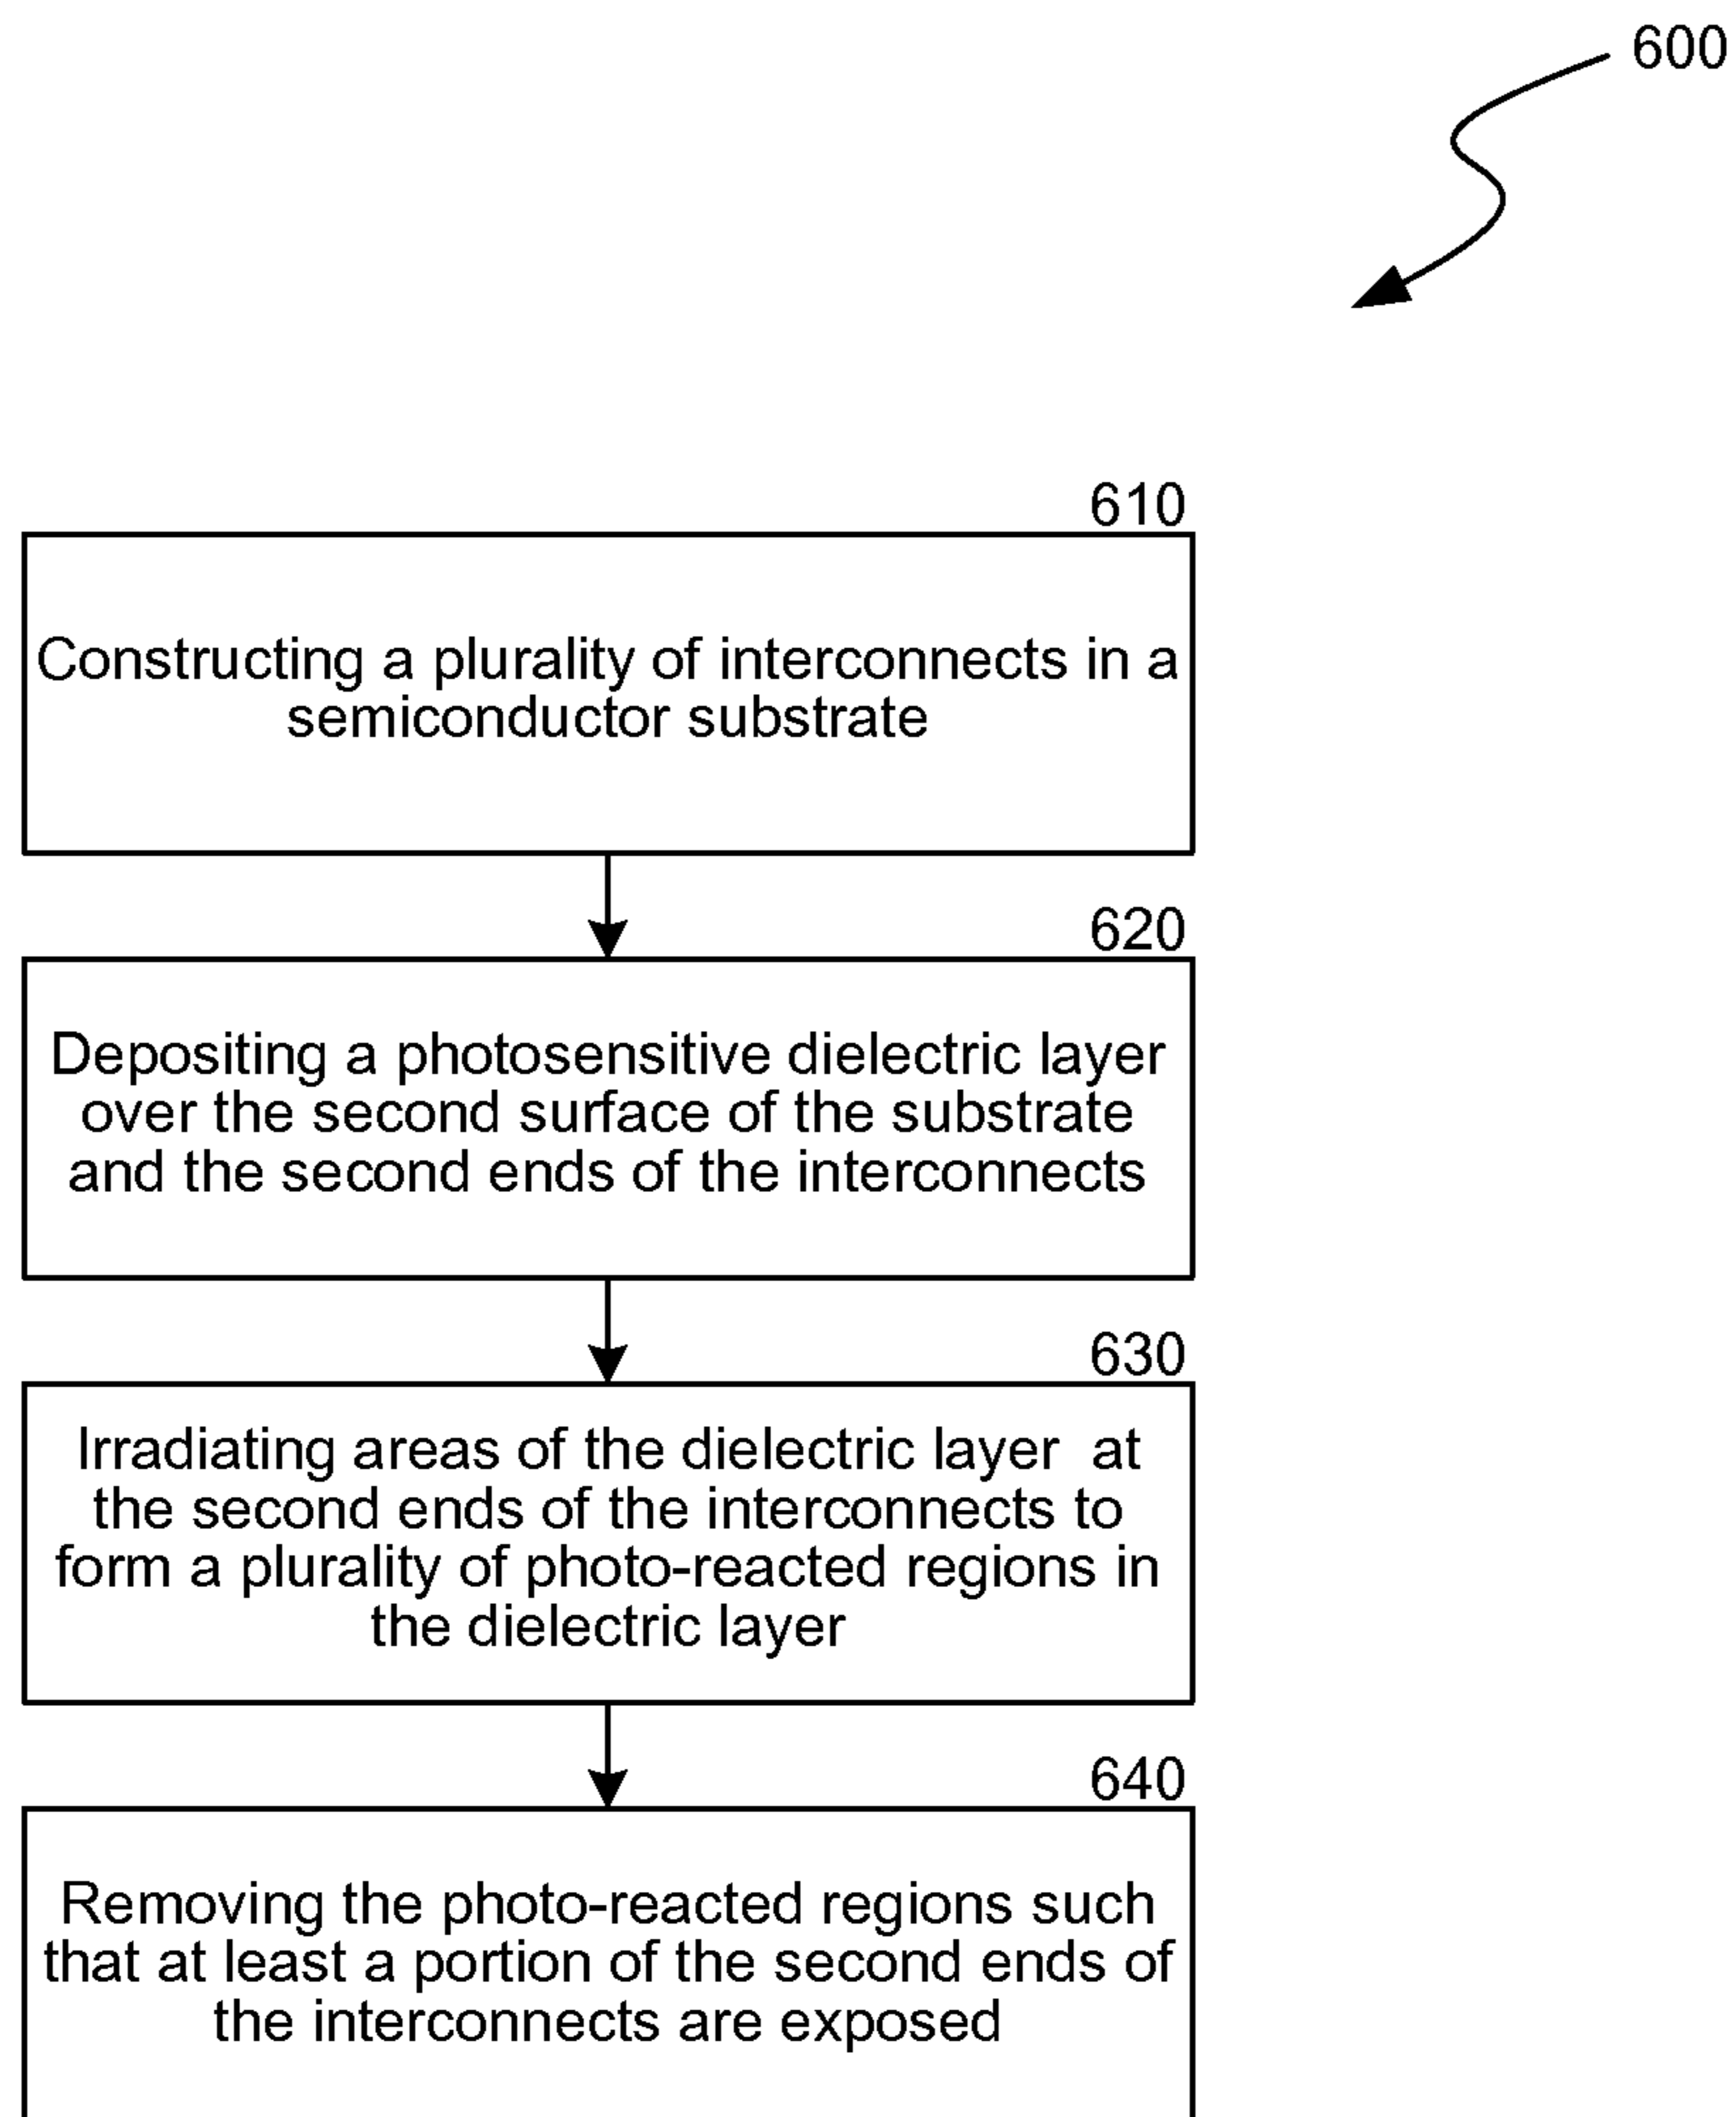 600
610
Constructing a plurality of interconnects in a
semiconductor substrate
620
Depositing a photosensitive dielectric layer
over the second surface of the substrate
and the second ends of the interconnects
630
Irradiating areas of the dielectric layer at
the second ends of the interconnects to
form a plurality of photo-reacted regions in
the dielectric layer
640
Removing the photo-reacted regions such
that at least a portion of the second ends of
the interconnects are exposed